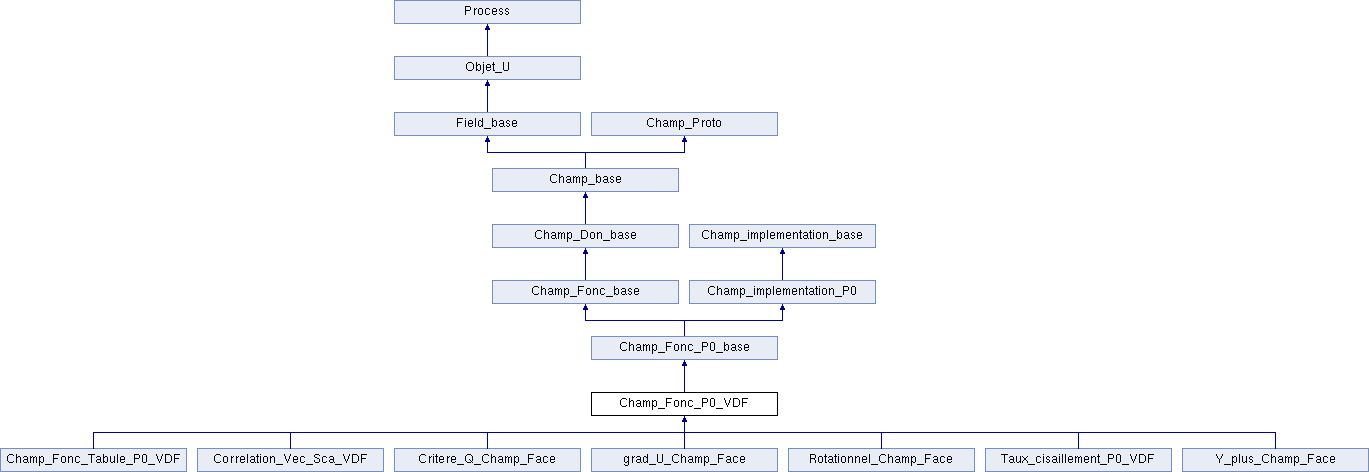 Process
Objet_U
Field_base
Champ_Proto
Champ_base
Champ_Don_base
Champ_implementation_base
Champ_Fonc_base
Champ_implementation_P0
Champ_Fonc_P0_base
Champ_Fonc_P0_VDF
Champ_Fonc_Tabule_P0_VDF
Correlation_Vec_Sca_VDF
Critere_Q_Champ_Face
grad_U_Champ_Face
Rotationnel_Champ_Face
Taux_cisaillement_P0_VDF
Y_plus_Champ_Face